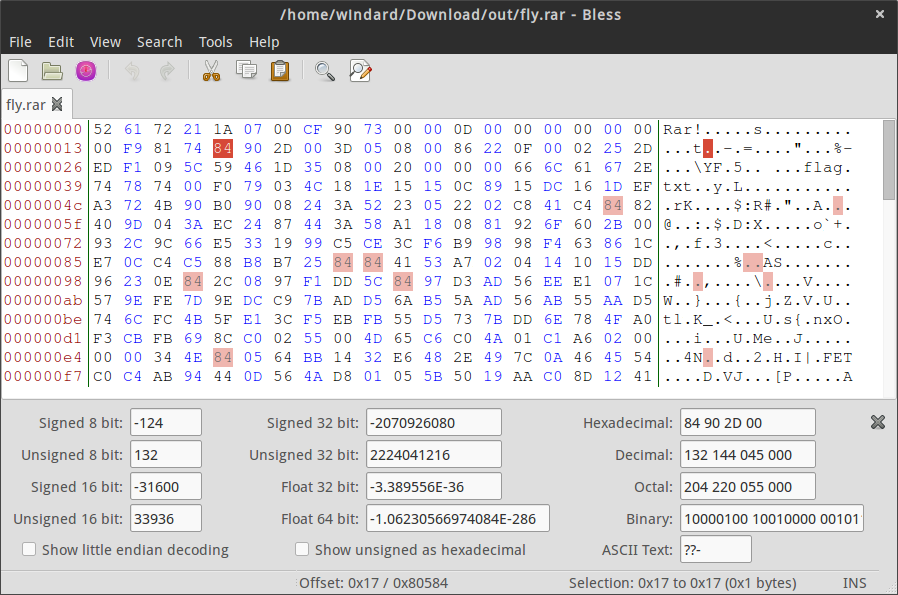 /home/windard/Download/out/fly.rar - Bless
File Edit View Search Tools Help
fly.rar
00000000 52 61 72 21 1A 07 00 CF 90 73 00 00 0D 00 00 00 00 00 00 Rar!.....s.........
00000013 00 F9 81 74 84 90 2D 00 3D 05 08 00 86 22 0F 00 02 25 2D ...t..-.=...."...%-
00000026 ED F1 09 5C 59 46 1D 35 08 00 20 00 00 00 66 6C 61 67 2E ...\YF.5.. ...flag.
00000039 74 78 74 00 F0 79 03 4C 18 1E 15 15 0C 89 15 DC 16 1D EF txt..y.L...........
0000004c A3 72 4B 90 B0 90 08 24 3A 52 23 05 22 02 C8 41 C4 84 82 .rK....$:R#."..A...
0000005f 40 9D 04 3A EC 24 87 44 3A 58 A1 18 08 81 92 6F 60 2B 00 @..:.$.D:X.....o`+.
00000072 93 2C 9C 66 E5 33 19 99 C5 CE 3C F6 B9 98 98 F4 63 86 1C .,.f.3....<.....c..
00000085 E7 0C C4 C5 88 B8 B7 25 84 84 41 53 A7 02 04 14 10 15 DD .......%..AS.......
00000098 96 23 0E 84 2C 08 97 F1 DD 5C 84 97 D3 AD 56 EE E1 07 1C .#..,....\....V....
000000ab 57 9E FE 7D 9E DC C9 7B AD D5 6A B5 5A AD 56 AB 55 AA D5 W..}...{..j.Z.V.U..
000000be 74 6C FC 4B 5F E1 3C F5 EB FB 55 D5 73 7B DD 6E 78 4F A0 tl.K_.<...U.s{.nxO.
000000d1 F3 CB FB 69 8C C0 02 55 00 4D 65 C6 C0 4A 01 C1 A6 02 00 ...i...U.Me..J.....
000000e4 00 00 34 4E 84 05 64 BB 14 32 E6 48 2E 49 7C 0A 46 45 54 ..4N..d..2.H.I|.FET
000000f7 C0 C4 AB 94 44 0D 56 4A D8 01 05 5B 50 19 AA C0 8D 12 41 ....D.VJ...[P.....A
Signed 8 bit: -124 Signed 32 bit: -2070926080 Hexadecimal: 84 90 2D 00
Unsigned 8 bit: 132 Unsigned 32 bit: 2224041216 Decimal: 132 144 045 000
Signed 16 bit: -31600 Float 32 bit: -3.389556E-36 Octal: 204 220 055 000
Unsigned 16 bit: 33936 Float 64 bit: -1.06230566974084E-286 Binary: 10000100 10010000 00101
Show little endian decoding Show unsigned as hexadecimal ASCII Text: ??-
Offset: 0x17 / 0x80584 Selection: 0x17 to 0x17 (0x1 bytes) INS